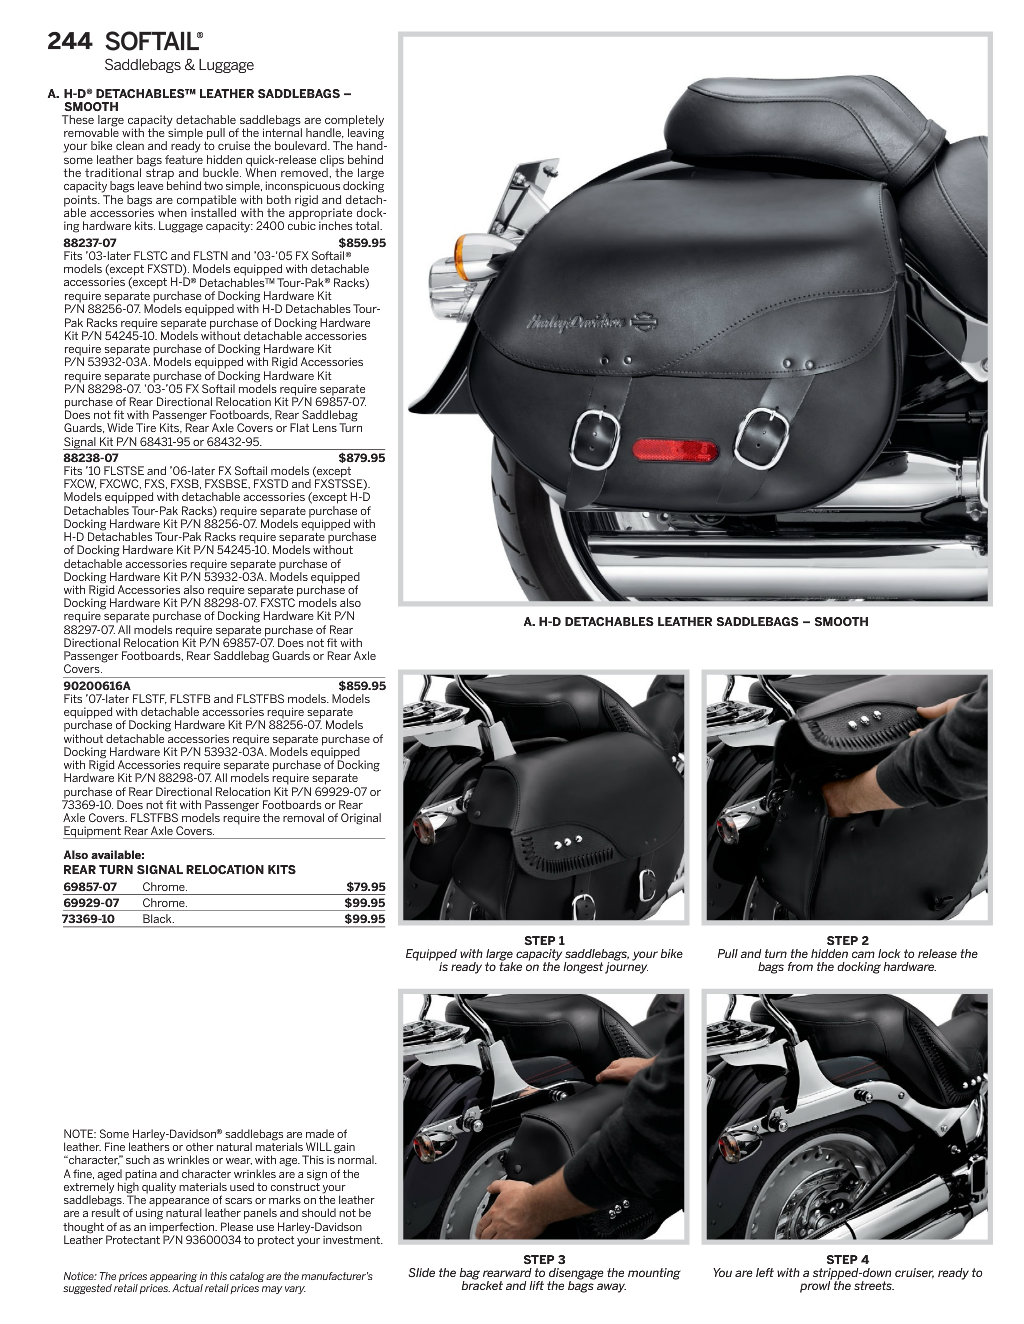 244 SOFTAIL®
Saddlebags & Luggage
A. H-D® DETACHABLES™ LEATHER SADDLEBAGS –
SMOOTH
These large capacity detachable saddlebags are completely
removable with the simple pull of the internal handle, leaving
your bike clean and ready to cruise the boulevard. The hand-
some leather bags feature hidden quick-release clips behind
the traditional strap and buckle. When removed, the large
capacity bags leave behind two simple, inconspicuous docking
points. The bags are compatible with both rigid and detach-
able accessories when installed with the appropriate dock-
ing hardware kits. Luggage capacity: 2400 cubic inches total.
88237-07 $859.95
Fits ’03-later FLSTC and FLSTN and ’03-’05 FX Softail®
models (except FXSTD). Models equipped with detachable
accessories (except H-D® Detachables™ Tour-Pak® Racks)
require separate purchase of Docking Hardware Kit
P/N 88256-07. Models equipped with H-D Detachables Tour-
Pak Racks require separate purchase of Docking Hardware
Kit P/N 54245-10. Models without detachable accessories
require separate purchase of Docking Hardware Kit
P/N 53932-03A. Models equipped with Rigid Accessories
require separate purchase of Docking Hardware Kit
P/N 88298-07. ’03-’05 FX Softail models require separate
purchase of Rear Directional Relocation Kit P/N 69857-07.
Does not fit with Passenger Footboards, Rear Saddlebag
Guards, Wide Tire Kits, Rear Axle Covers or Flat Lens Turn
Signal Kit P/N 68431-95 or 68432-95.
88238-07 $879.95
Fits ’10 FLSTSE and ’06-later FX Softail models (except
FXCW, FXCWC, FXS, FXSB, FXSBSE, FXSTD and FXSTSSE).
Models equipped with detachable accessories (except H-D
Detachables Tour-Pak Racks) require separate purchase of
Docking Hardware Kit P/N 88256-07. Models equipped with
H-D Detachables Tour-Pak Racks require separate purchase
of Docking Hardware Kit P/N 54245-10. Models without
detachable accessories require separate purchase of
Docking Hardware Kit P/N 53932-03A. Models equipped
with Rigid Accessories also require separate purchase of
Docking Hardware Kit P/N 88298-07. FXSTC models also
require separate purchase of Docking Hardware Kit P/N
88297-07. All models require separate purchase of Rear
Directional Relocation Kit P/N 69857-07. Does not fit with
Passenger Footboards, Rear Saddlebag Guards or Rear Axle
Covers.
90200616A $859.95
Fits ’07-later FLSTF, FLSTFB and FLSTFBS models. Models
equipped with detachable accessories require separate
purchase of Docking Hardware Kit P/N 88256-07. Models
without detachable accessories require separate purchase of
Docking Hardware Kit P/N 53932-03A. Models equipped
with Rigid Accessories require separate purchase of Docking
Hardware Kit P/N 88298-07. All models require separate
purchase of Rear Directional Relocation Kit P/N 69929-07 or
73369-10. Does not fit with Passenger Footboards or Rear
Axle Covers. FLSTFBS models require the removal of Original
Equipment Rear Axle Covers.
Also available:
REAR TURN SIGNAL RELOCATION KITS
69857-07 Chrome. $79.95
69929-07 Chrome. $99.95
73369-10 Black. $99.95
NOTE: Some Harley-Davidson® saddlebags are made of
leather. Fine leathers or other natural materials WILL gain
“character,” such as wrinkles or wear, with age. This is normal.
A fine, aged patina and character wrinkles are a sign of the
extremely high quality materials used to construct your
saddlebags. The appearance of scars or marks on the leather
are a result of using natural leather panels and should not be
thought of as an imperfection. Please use Harley-Davidson
Leather Protectant P/N 93600034 to protect your investment.
Notice: The prices appearing in this catalog are the manufacturer’s
suggested retail prices. Actual retail prices may vary.
Harley-Davidson
A. H-D DETACHABLES LEATHER SADDLEBAGS – SMOOTH
STEP 1
Equipped with large capacity saddlebags, your bike
is ready to take on the longest journey.
STEP 2
Pull and turn the hidden cam lock to release the
bags from the docking hardware.
STEP 3
Slide the bag rearward to disengage the mounting
bracket and lift the bags away.
STEP 4
You are left with a stripped-down cruiser, ready to
prowl the streets.